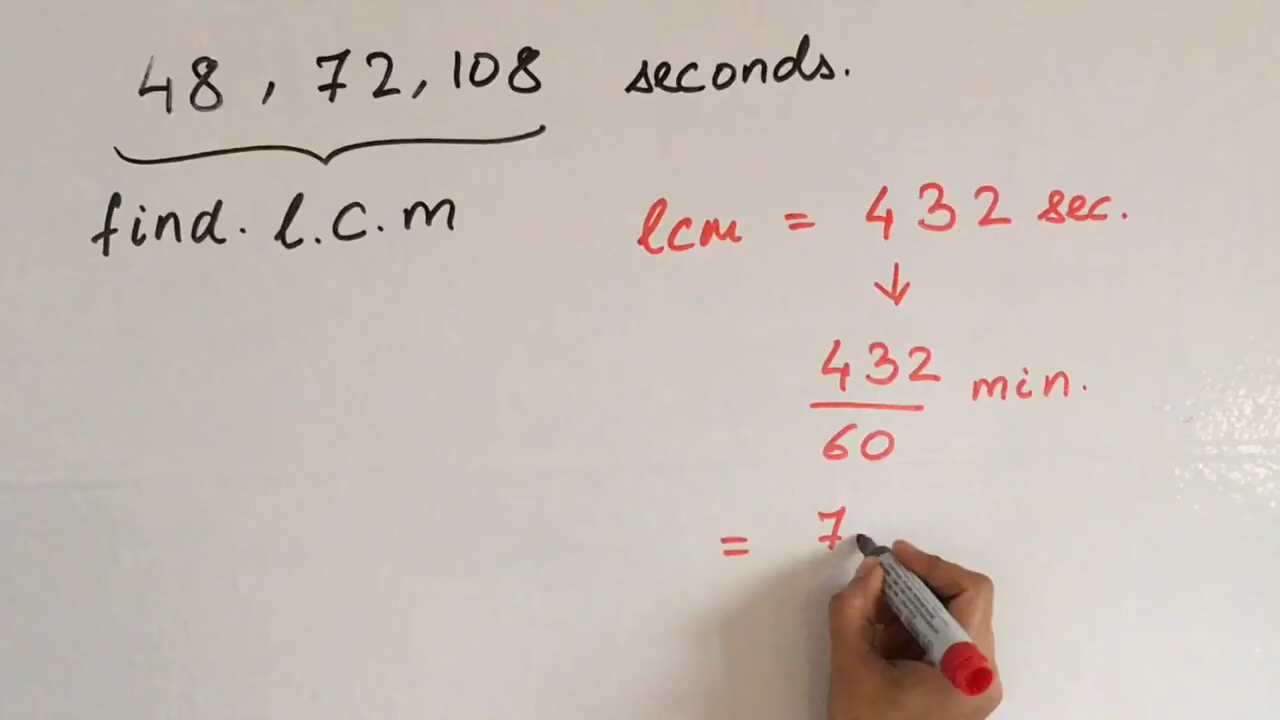 48, 72, 108 seconds.
find. l.c.m
lcm = 432 sec.
↓
432
60
min.
= 7